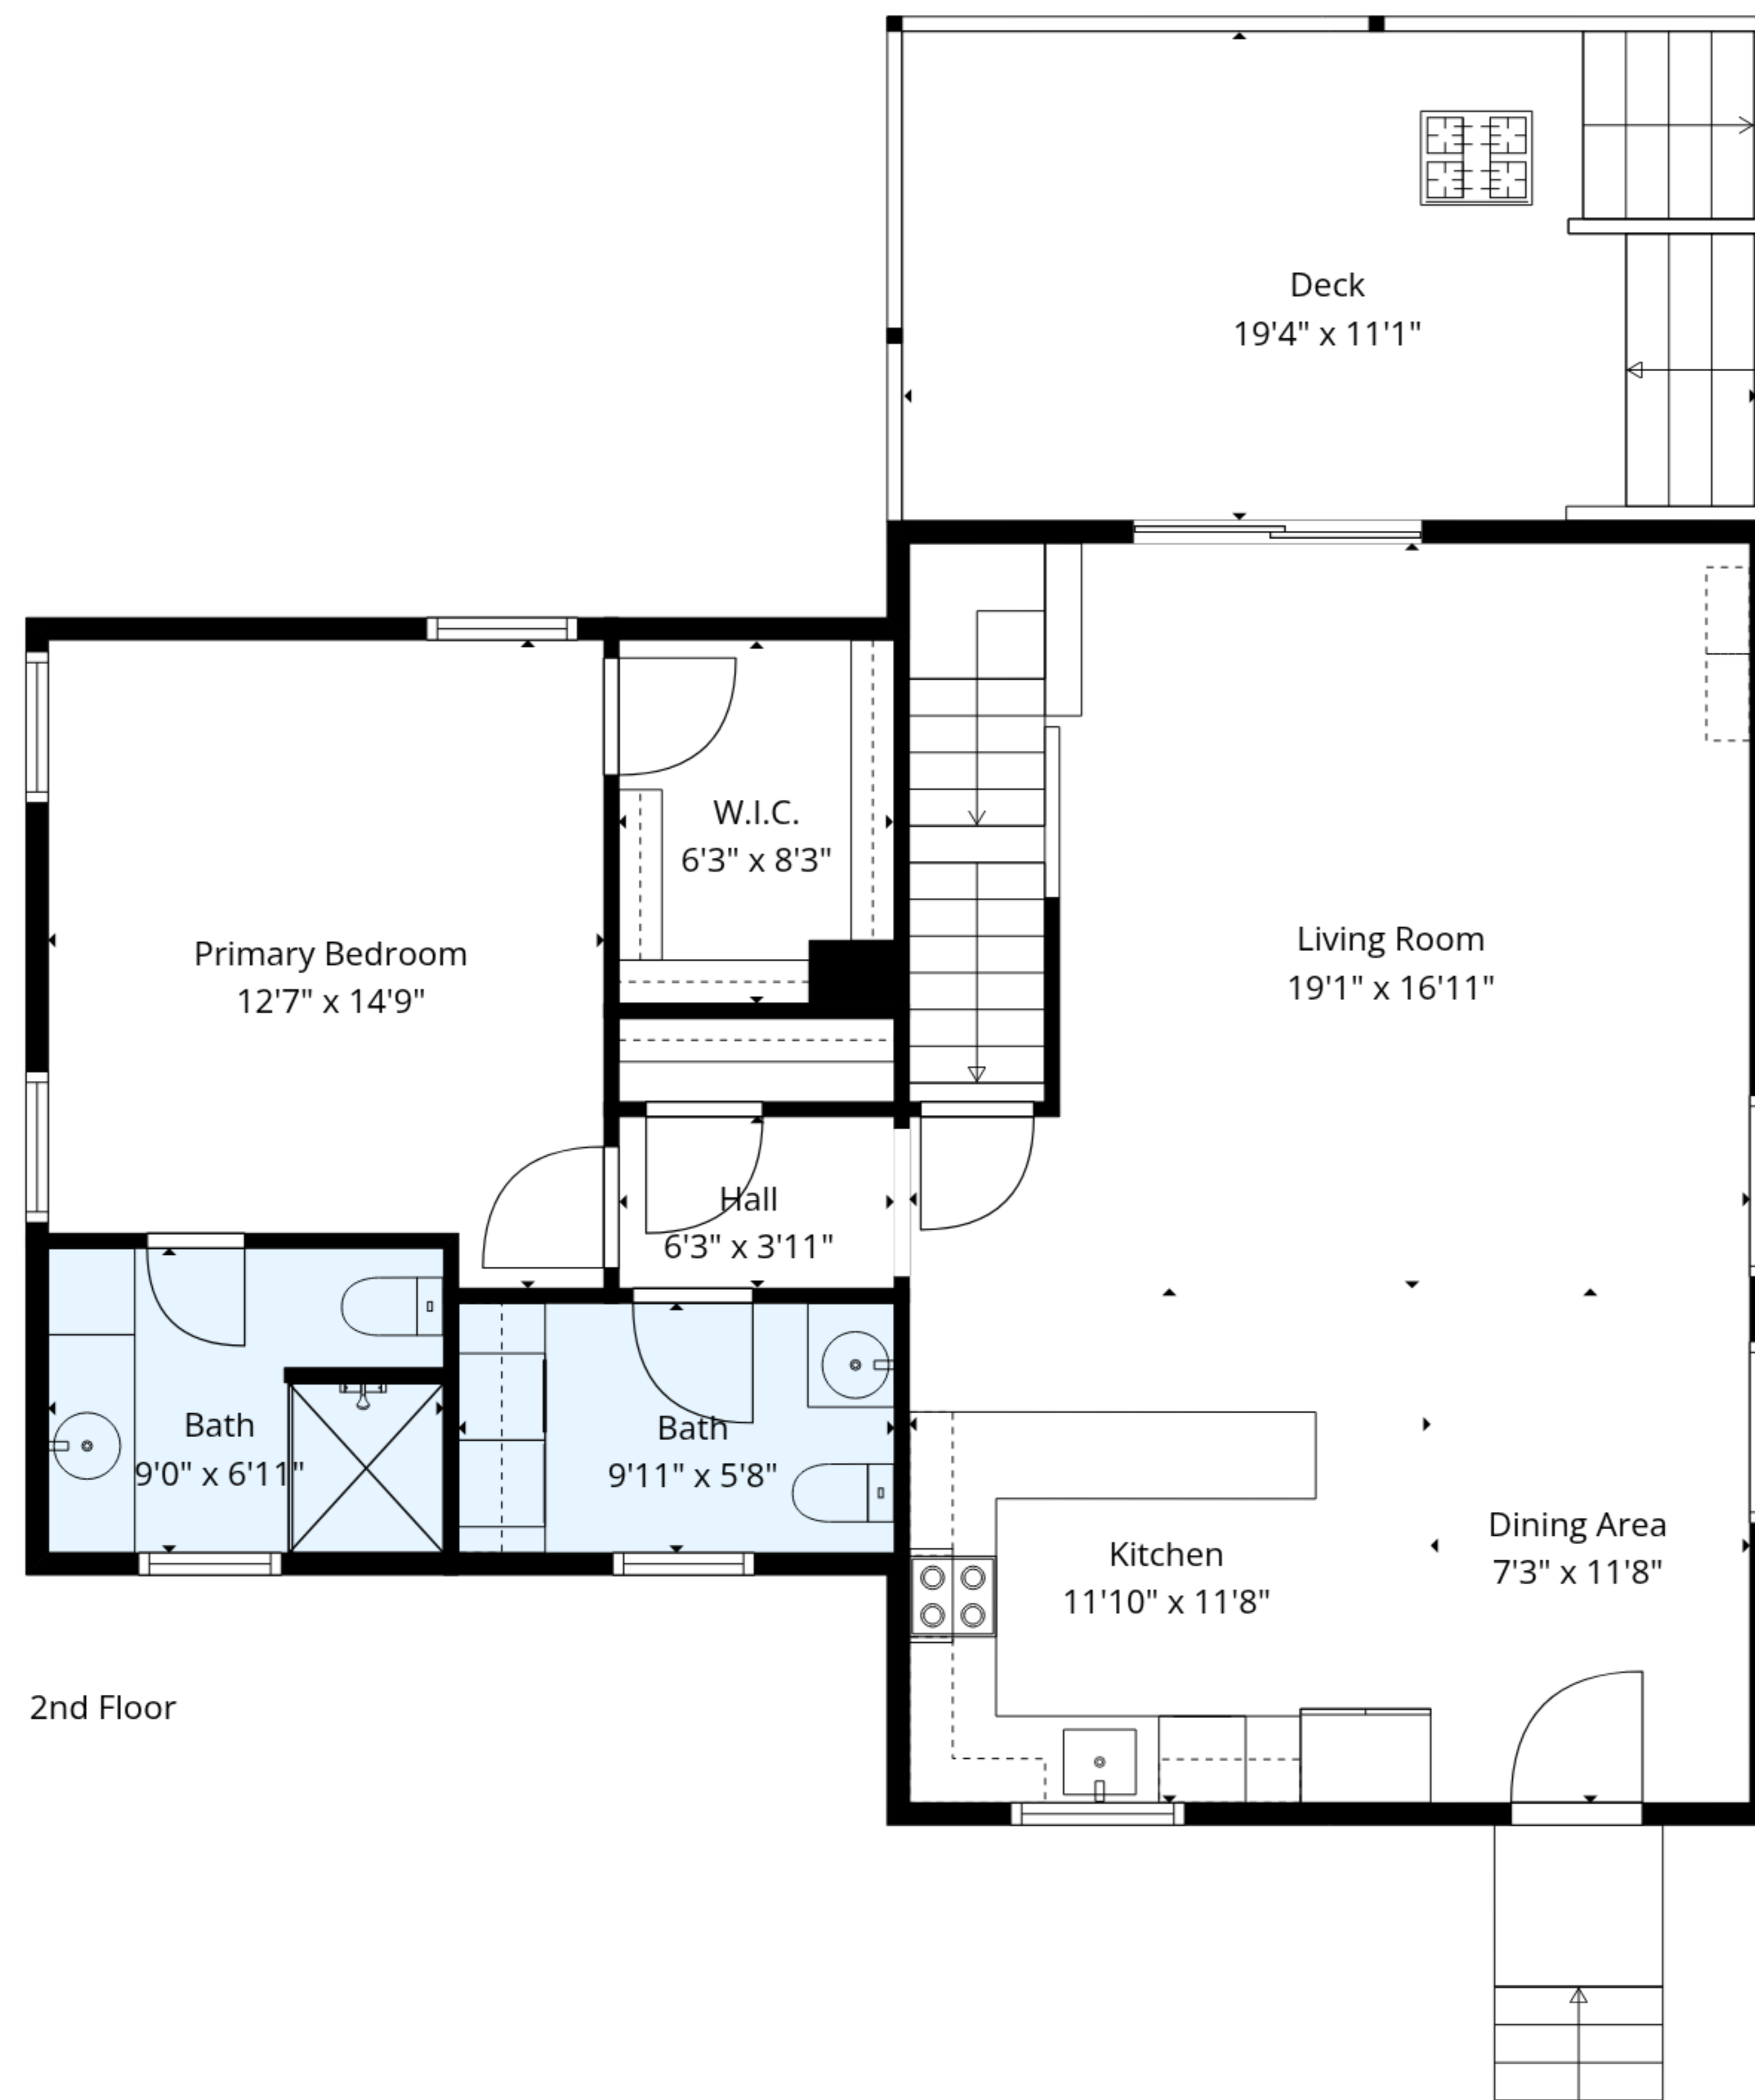 Deck
19'4" x 11'1"
W.I.C.
6'3" x 8'3"
Primary Bedroom
12'7" x 14'9"
Living Room
19'1" x 16'11"
Hall
6'3" x 3'11"
Bath
9'0" x 6'11"
Bath
9'11" x 5'8"
Kitchen
11'10" x 11'8"
Dining Area
7'3" x 11'8"
2nd Floor